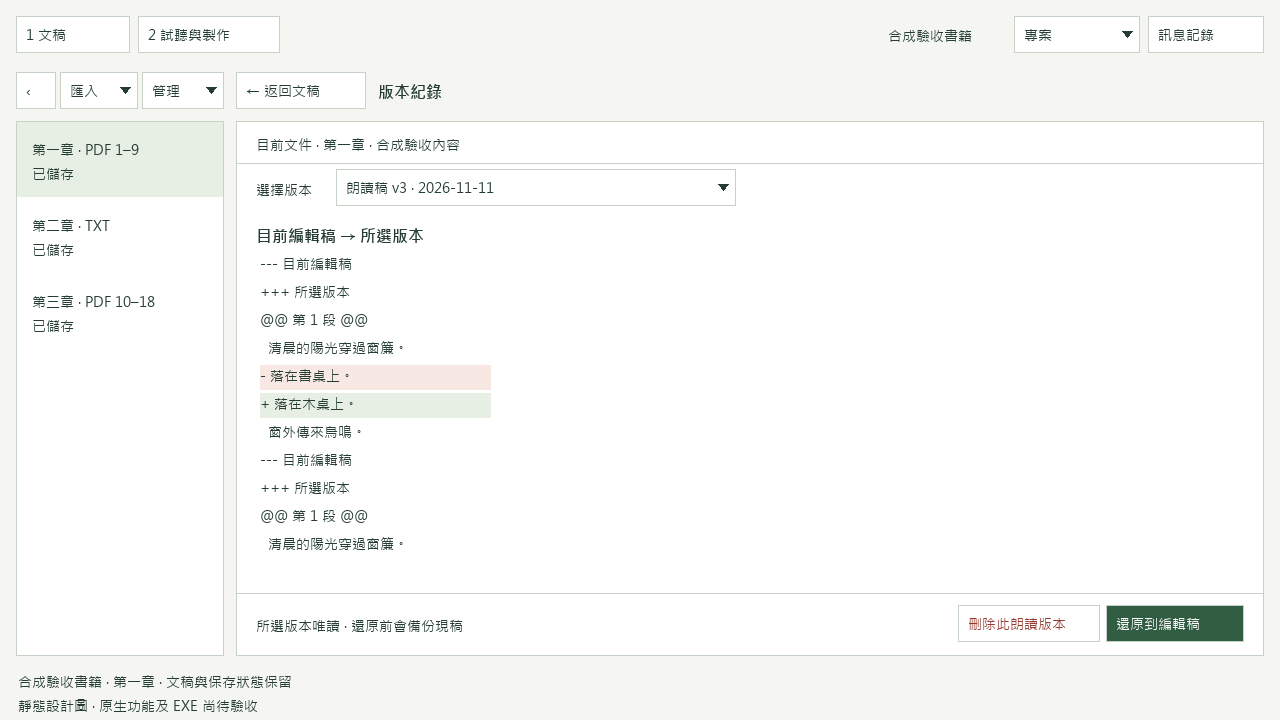 1 文稿
2 試聽與製作
合成驗收書籍
專案
訊息記錄
‹
匯入
管理
← 返回文稿
版本紀錄
第一章 · PDF 1–9
已儲存
第二章 · TXT
已儲存
第三章 · PDF 10–18
已儲存
目前文件 · 第一章 · 合成驗收內容
選擇版本
朗讀稿 v3 · 2026-11-11
目前編輯稿 → 所選版本
--- 目前編輯稿
+++ 所選版本
@@ 第 1 段 @@
清晨的陽光穿過窗簾。
- 落在書桌上。
+ 落在木桌上。
窗外傳來鳥鳴。
--- 目前編輯稿
+++ 所選版本
@@ 第 1 段 @@
清晨的陽光穿過窗簾。
所選版本唯讀 · 還原前會備份現稿
刪除此朗讀版本
還原到編輯稿
合成驗收書籍 · 第一章 · 文稿與保存狀態保留
靜態設計圖 · 原生功能及 EXE 尚待驗收